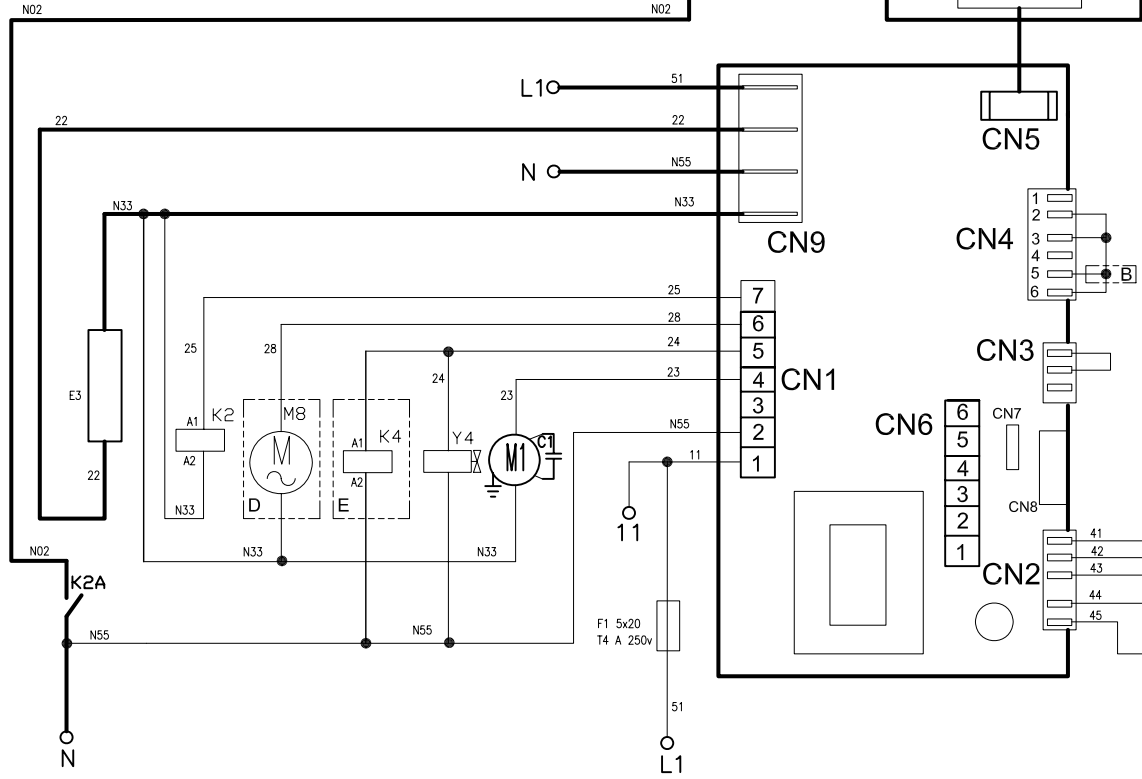 N02
N02
L1
51
CN5
22
22
N
N55
N33
N33
CN9
1
2
CN4
3
4
5
B
6
25
7
28
6
24
5
CN3
25
28
24
23
23
4
CN1
3
E3
K2
M8
K4
Y4
C1
N55
2
CN6
6
CN7
A1
A1
5
M
M1
11
1
A2
A2
4
22
D
E
3
CN8
N33
11
2
N02
N33
N33
1
41
42
CN2
43
K2A
44
F1 5x20
45
T4 A 250v
N55
N55
51
N
L1